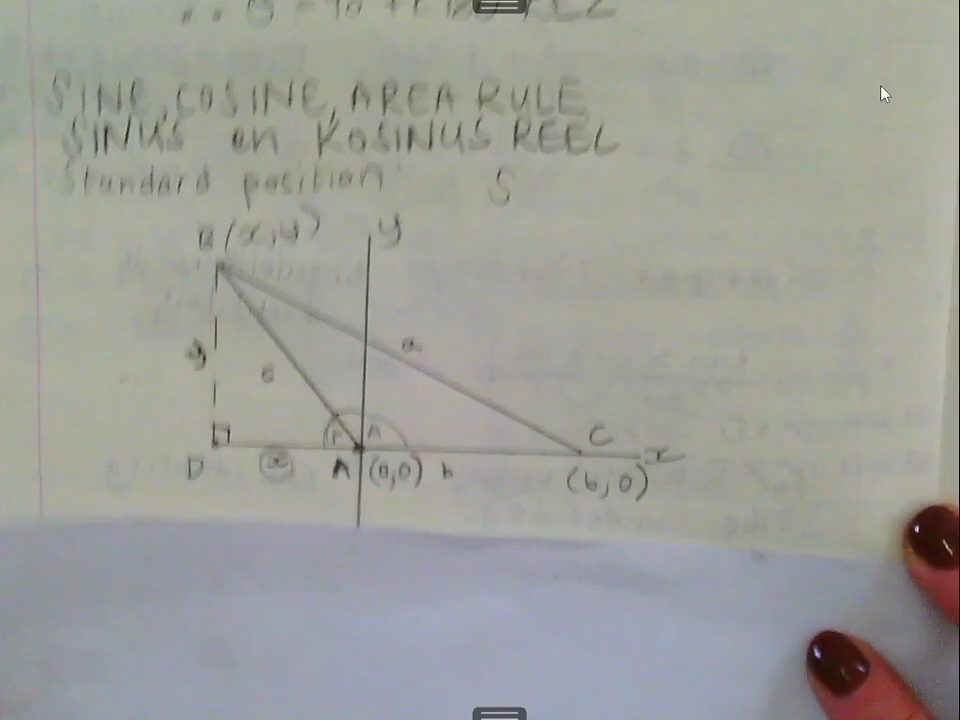 SINE, COSINE, AREA RULE
SINUS en KOSINUS REEL
Standard position S
B (x,y) y
a
y
c
A
C
D x A (0,0) b (b,0) x